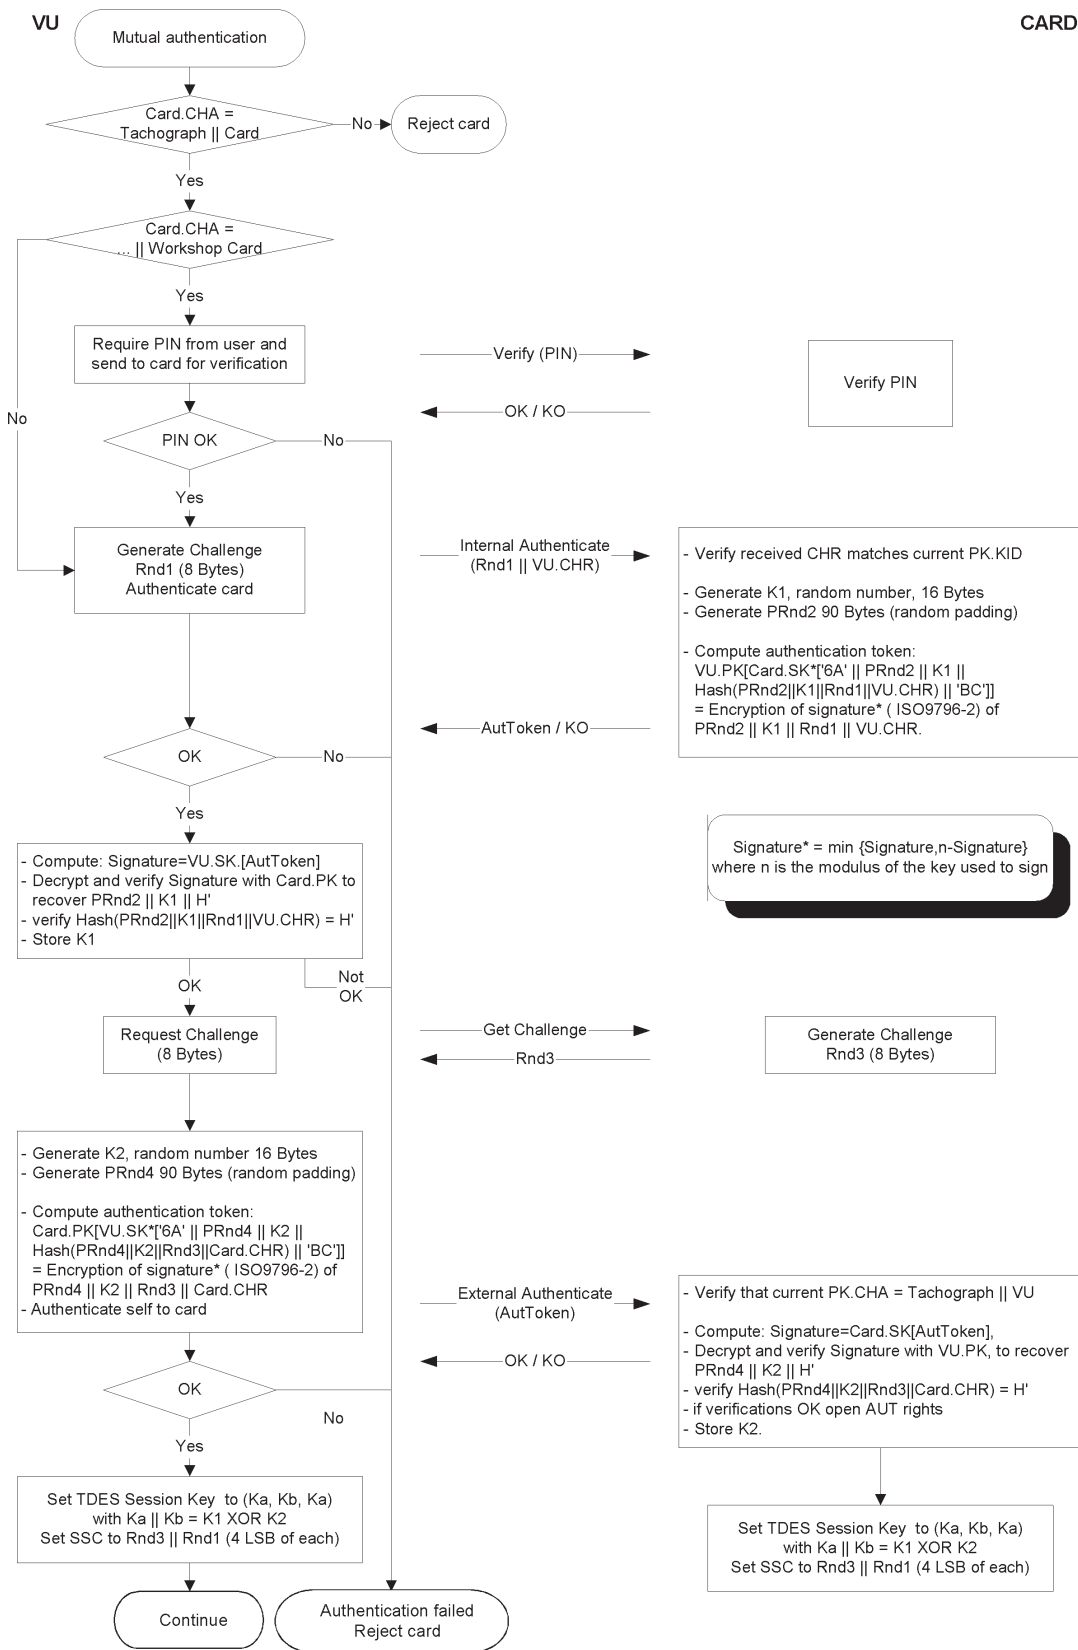 VU
CARD
Mutual authentication
Card.CHA =
Tachograph || Card
No
Reject card
Yes
Card.CHA =
... || Workshop Card
Yes
Require PIN from user and
send to card for verification
Verify (PIN)
Verify PIN
OK / KO
No
PIN OK
No
Yes
Generate Challenge
Rnd1 (8 Bytes)
Authenticate card
Internal Authenticate
(Rnd1 || VU.CHR)
- Verify received CHR matches current PK.KID
- Generate K1, random number, 16 Bytes
- Generate PRnd2 90 Bytes (random padding)
- Compute authentication token:
VU.PK[Card.SK*['6A' || PRnd2 || K1 ||
Hash(PRnd2||K1||Rnd1||VU.CHR) || 'BC']]
= Encryption of signature* ( ISO9796-2) of
PRnd2 || K1 || Rnd1 || VU.CHR.
AutToken / KO
OK
No
Yes
- Compute: Signature=VU.SK.[AutToken]
- Decrypt and verify Signature with Card.PK to
recover PRnd2 || K1 || H'
- verify Hash(PRnd2||K1||Rnd1||VU.CHR) = H'
- Store K1
Signature* = min {Signature,n-Signature}
where n is the modulus of the key used to sign
OK
Not
OK
Request Challenge
(8 Bytes)
Get Challenge
Rnd3
Generate Challenge
Rnd3 (8 Bytes)
- Generate K2, random number 16 Bytes
- Generate PRnd4 90 Bytes (random padding)
- Compute authentication token:
Card.PK[VU.SK*['6A' || PRnd4 || K2 ||
Hash(PRnd4||K2||Rnd3||Card.CHR) || 'BC']]
= Encryption of signature* ( ISO9796-2) of
PRnd4 || K2 || Rnd3 || Card.CHR
- Authenticate self to card
External Authenticate
(AutToken)
OK / KO
- Verify that current PK.CHA = Tachograph || VU
- Compute: Signature=Card.SK[AutToken],
- Decrypt and verify Signature with VU.PK, to recover
PRnd4 || K2 || H'
- verify Hash(PRnd4||K2||Rnd3||Card.CHR) = H'
- if verifications OK open AUT rights
- Store K2.
OK
No
Yes
Set TDES Session Key to (Ka, Kb, Ka)
with Ka || Kb = K1 XOR K2
Set SSC to Rnd3 || Rnd1 (4 LSB of each)
Set TDES Session Key to (Ka, Kb, Ka)
with Ka || Kb = K1 XOR K2
Set SSC to Rnd3 || Rnd1 (4 LSB of each)
Continue
Authentication failed
Reject card